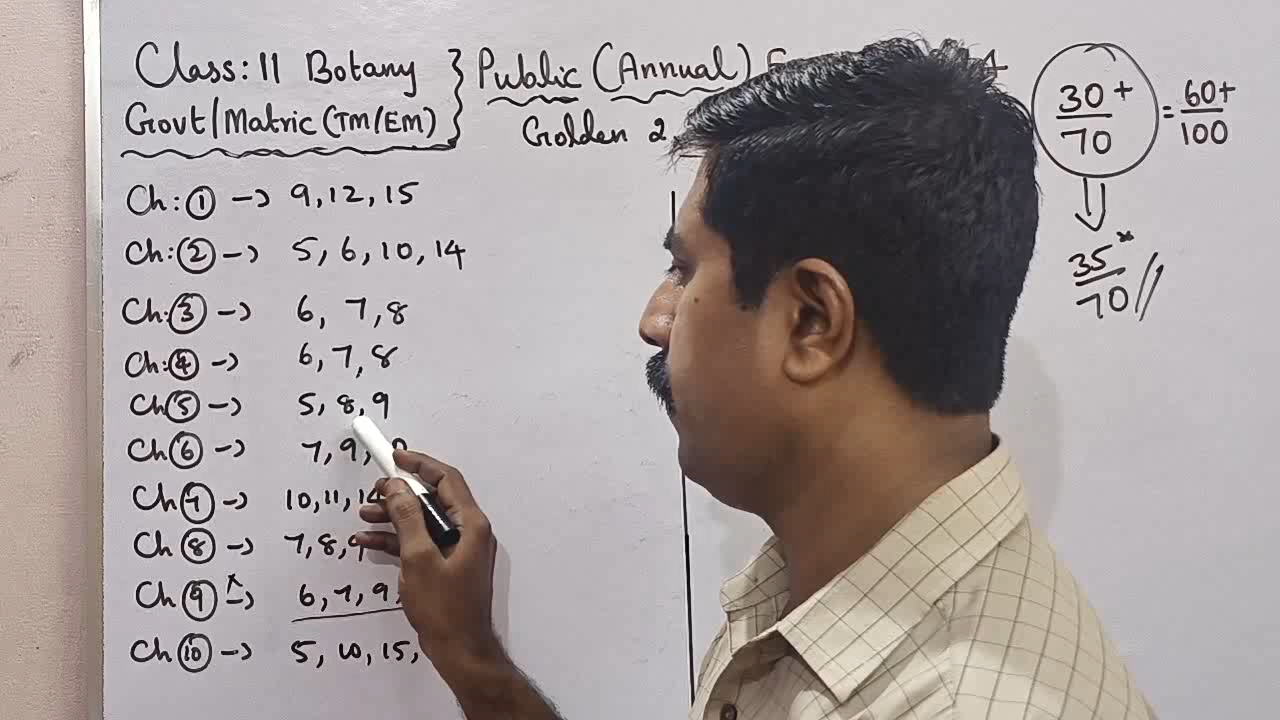 Class: 11 Botany } Public (Annual)
Govt/Matric (TM/EM) Golden 2
Ch: 1 → 9, 12, 15
Ch: 2 → 5, 6, 10, 14
Ch: 3 → 6, 7, 8
Ch: 4 → 6, 7, 8
Ch 5 → 5, 8, 9
Ch 6 → 7, 9,
Ch 7 → 10, 11, 14
Ch 8 → 7, 8, 9
Ch 9 x → 6, 7, 9,
Ch 10 → 5, 10, 15,
30+/70 = 60+/100
35*/70 //